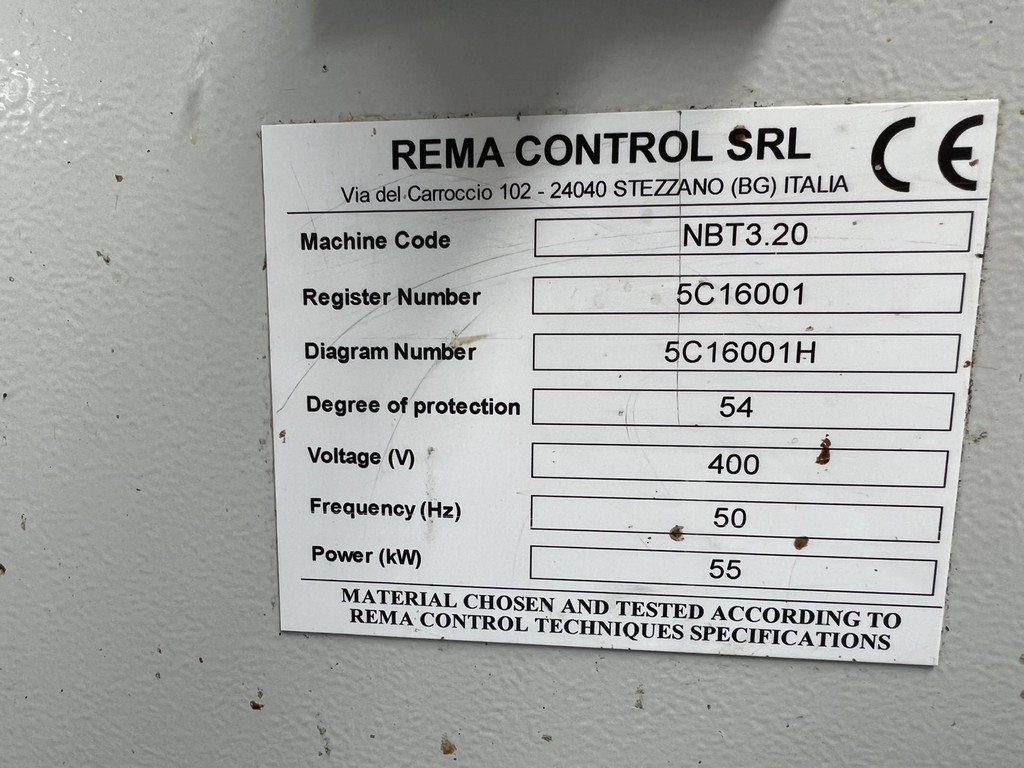 REMA CONTROL SRL CE
Via del Carroccio 102 - 24040 STEZZANO (BG) ITALIA
Machine Code NBT3.20
Register Number 5C16001
Diagram Number 5C16001H
Degree of protection 54
Voltage (V) 400
Frequency (Hz) 50
Power (kW) 55
MATERIAL CHOSEN AND TESTED ACCORDING TO
REMA CONTROL TECHNIQUES SPECIFICATIONS